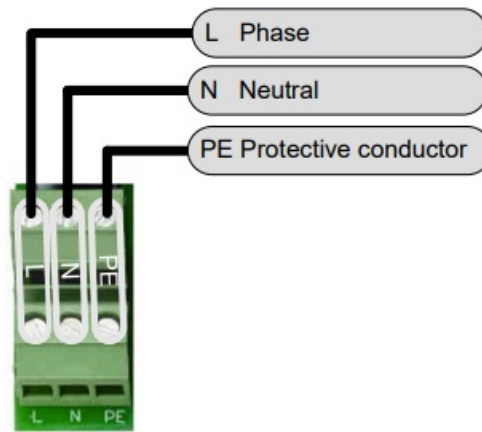 L Phase
N Neutral
PE Protective conductor
L N PE
L N PE